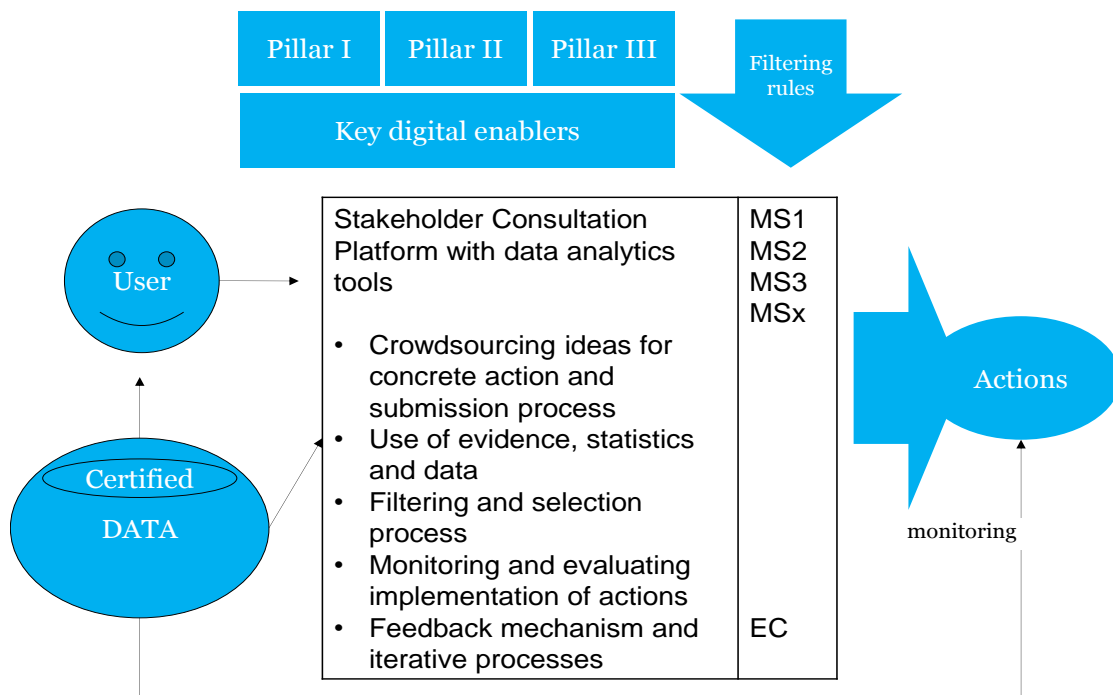 Pillar I
Pillar II
Pillar III
Key digital enablers
Filtering
rules
User
Certified
DATA
Stakeholder Consultation
Platform with data analytics
tools
• Crowdsourcing ideas for
concrete action and
submission process
• Use of evidence, statistics
and data
• Filtering and selection
process
• Monitoring and evaluating
implementation of actions
• Feedback mechanism and
iterative processes
MS1
MS2
MS3
MSx
EC
Actions
monitoring